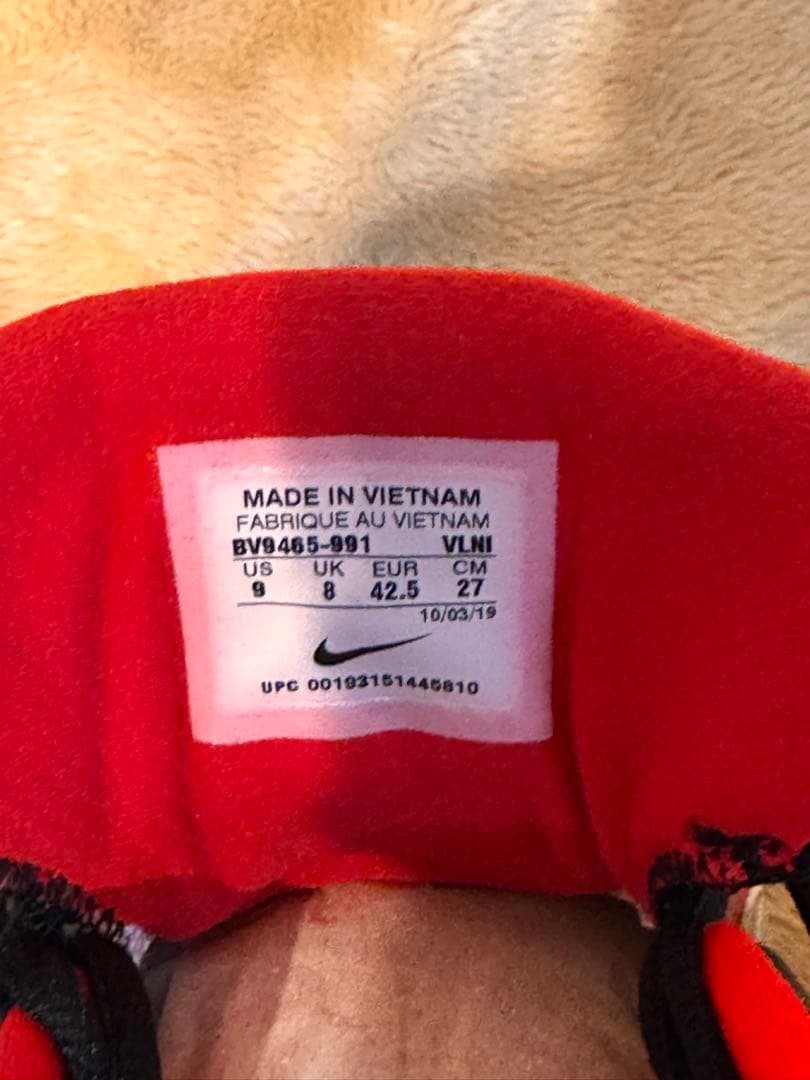 MADE IN VIETNAM
FABRIQUE AU VIETNAM
BV9465-991 VLNI
US UK EUR CM
9 8 42.5 27
10/03/19
UPC 00193151445810